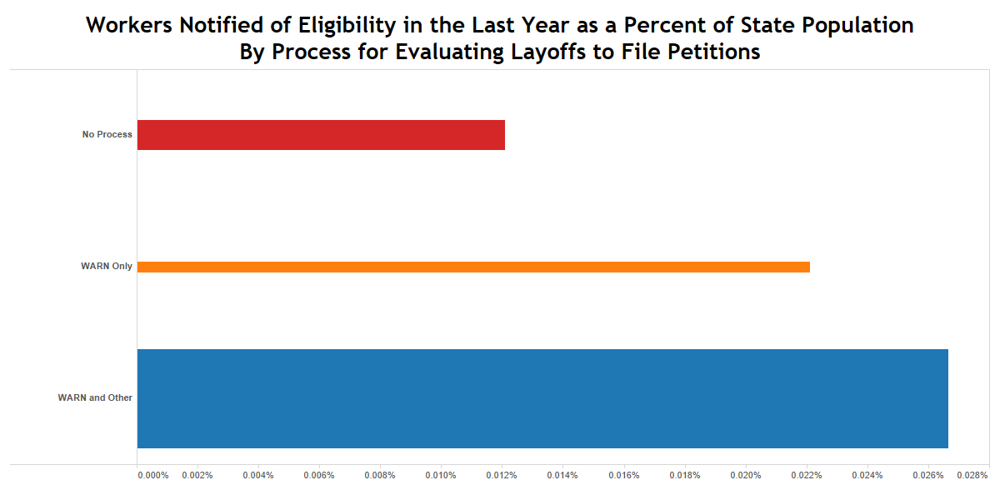 Workers Notified of Eligibility in the Last Year as a Percent of State Population
By Process for Evaluating Layoffs to File Petitions
No Process
WARN Only
WARN and Other
0.000% 0.002% 0.004% 0.006% 0.008% 0.010% 0.012% 0.014% 0.016% 0.018% 0.020% 0.022% 0.024% 0.026% 0.028%